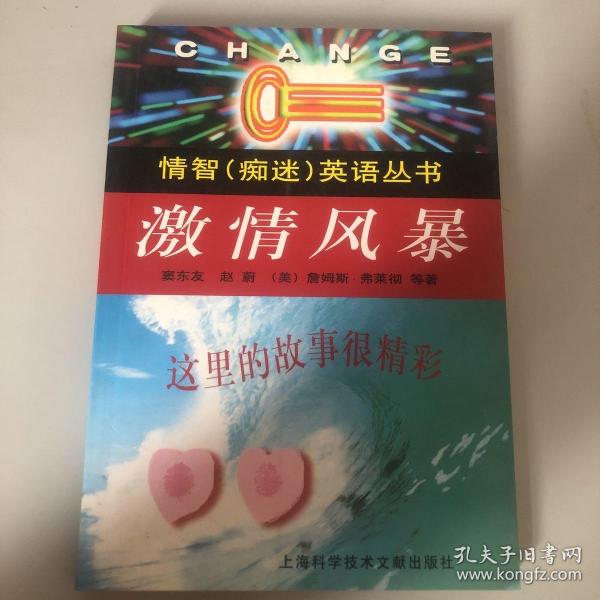 CHANGE
情智(痴迷)英语丛书
激情风暴
窦东友 赵蔚 (美)詹姆斯·弗莱彻 等著
这里的故事很精彩
上海科学技术文献出版社
孔夫子旧书网
www.kongfz.com